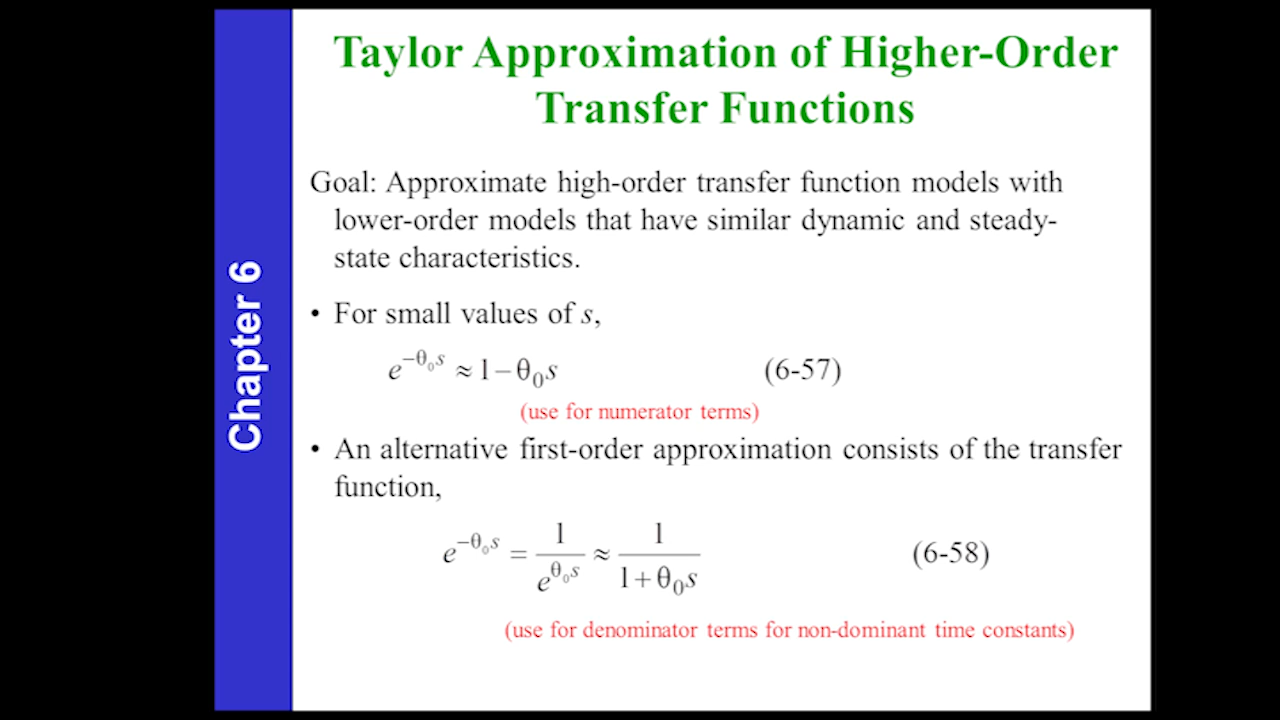 Taylor Approximation of Higher-Order
Transfer Functions
Chapter 6
Goal: Approximate high-order transfer function models with
lower-order models that have similar dynamic and steady-
state characteristics.
• For small values of s,
e^{-θ₀s} ≈ 1 − θ₀s (6-57)
(use for numerator terms)
• An alternative first-order approximation consists of the transfer
function,
e^{-θ₀s} = 1/e^{θ₀s} ≈ 1/(1+θ₀s) (6-58)
(use for denominator terms for non-dominant time constants)